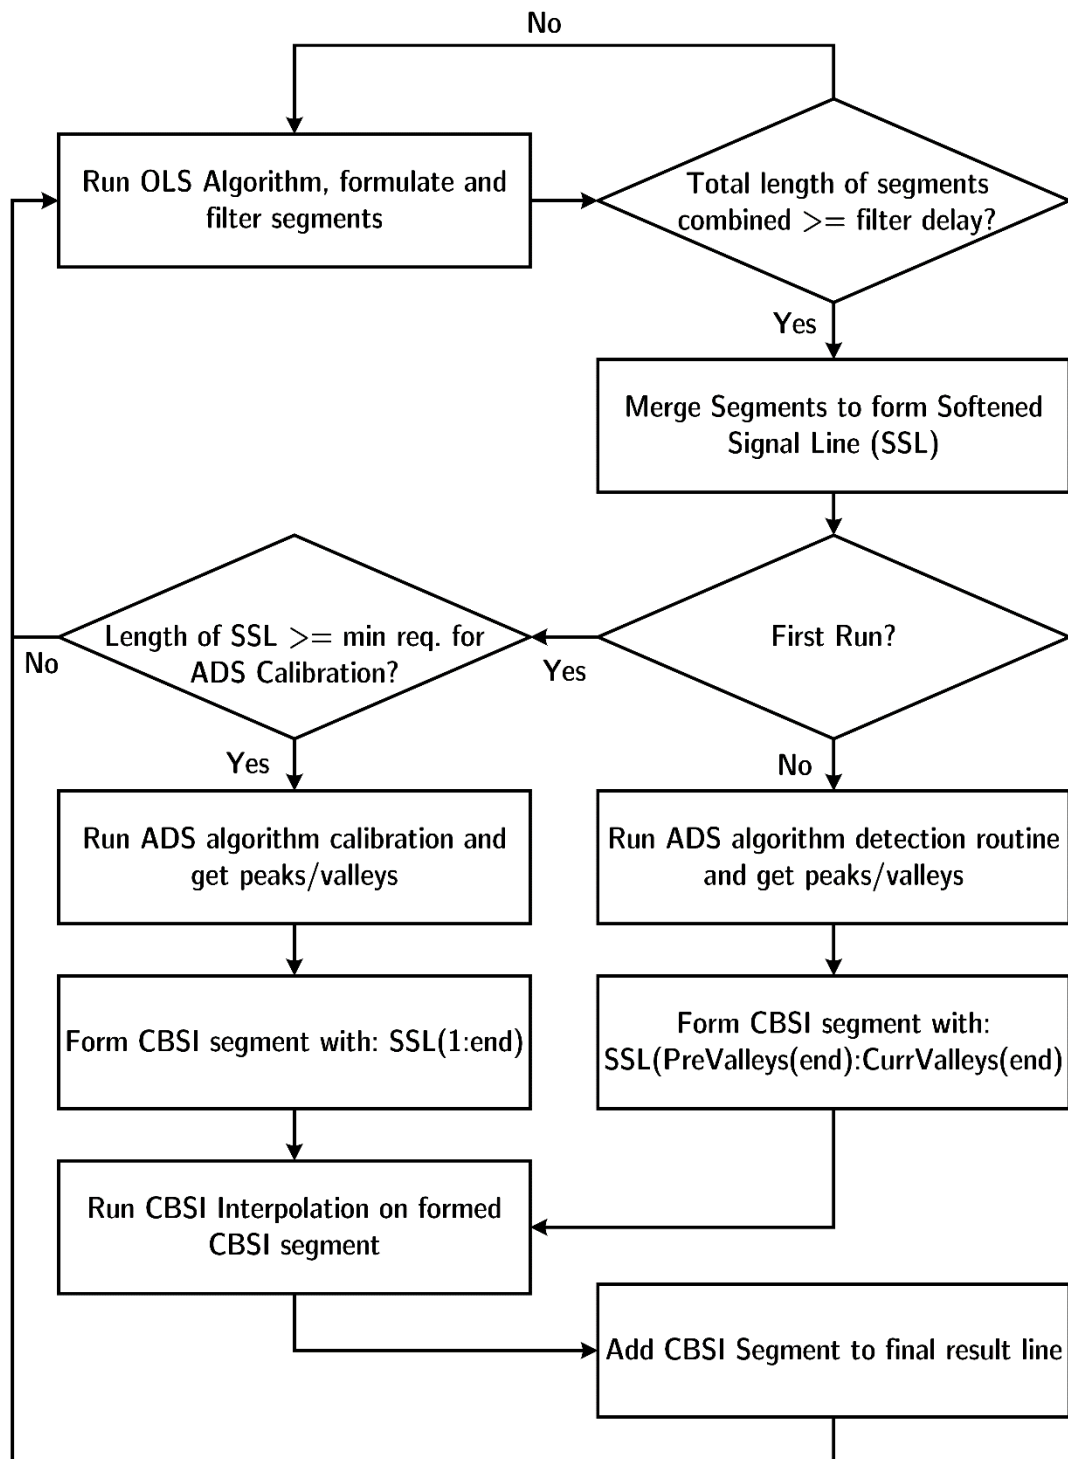 No
Run OLS Algorithm, formulate and
filter segments
Total length of segments
combined >= filter delay?
Yes
Merge Segments to form Softened
Signal Line (SSL)
Length of SSL >= min req. for
ADS Calibration?
No
Yes
First Run?
Yes
No
Run ADS algorithm calibration and
get peaks/valleys
Run ADS algorithm detection routine
and get peaks/valleys
Form CBSI segment with: SSL(1:end)
Form CBSI segment with:
SSL(PreValleys(end):CurrValleys(end)
Run CBSI Interpolation on formed
CBSI segment
Add CBSI Segment to final result line